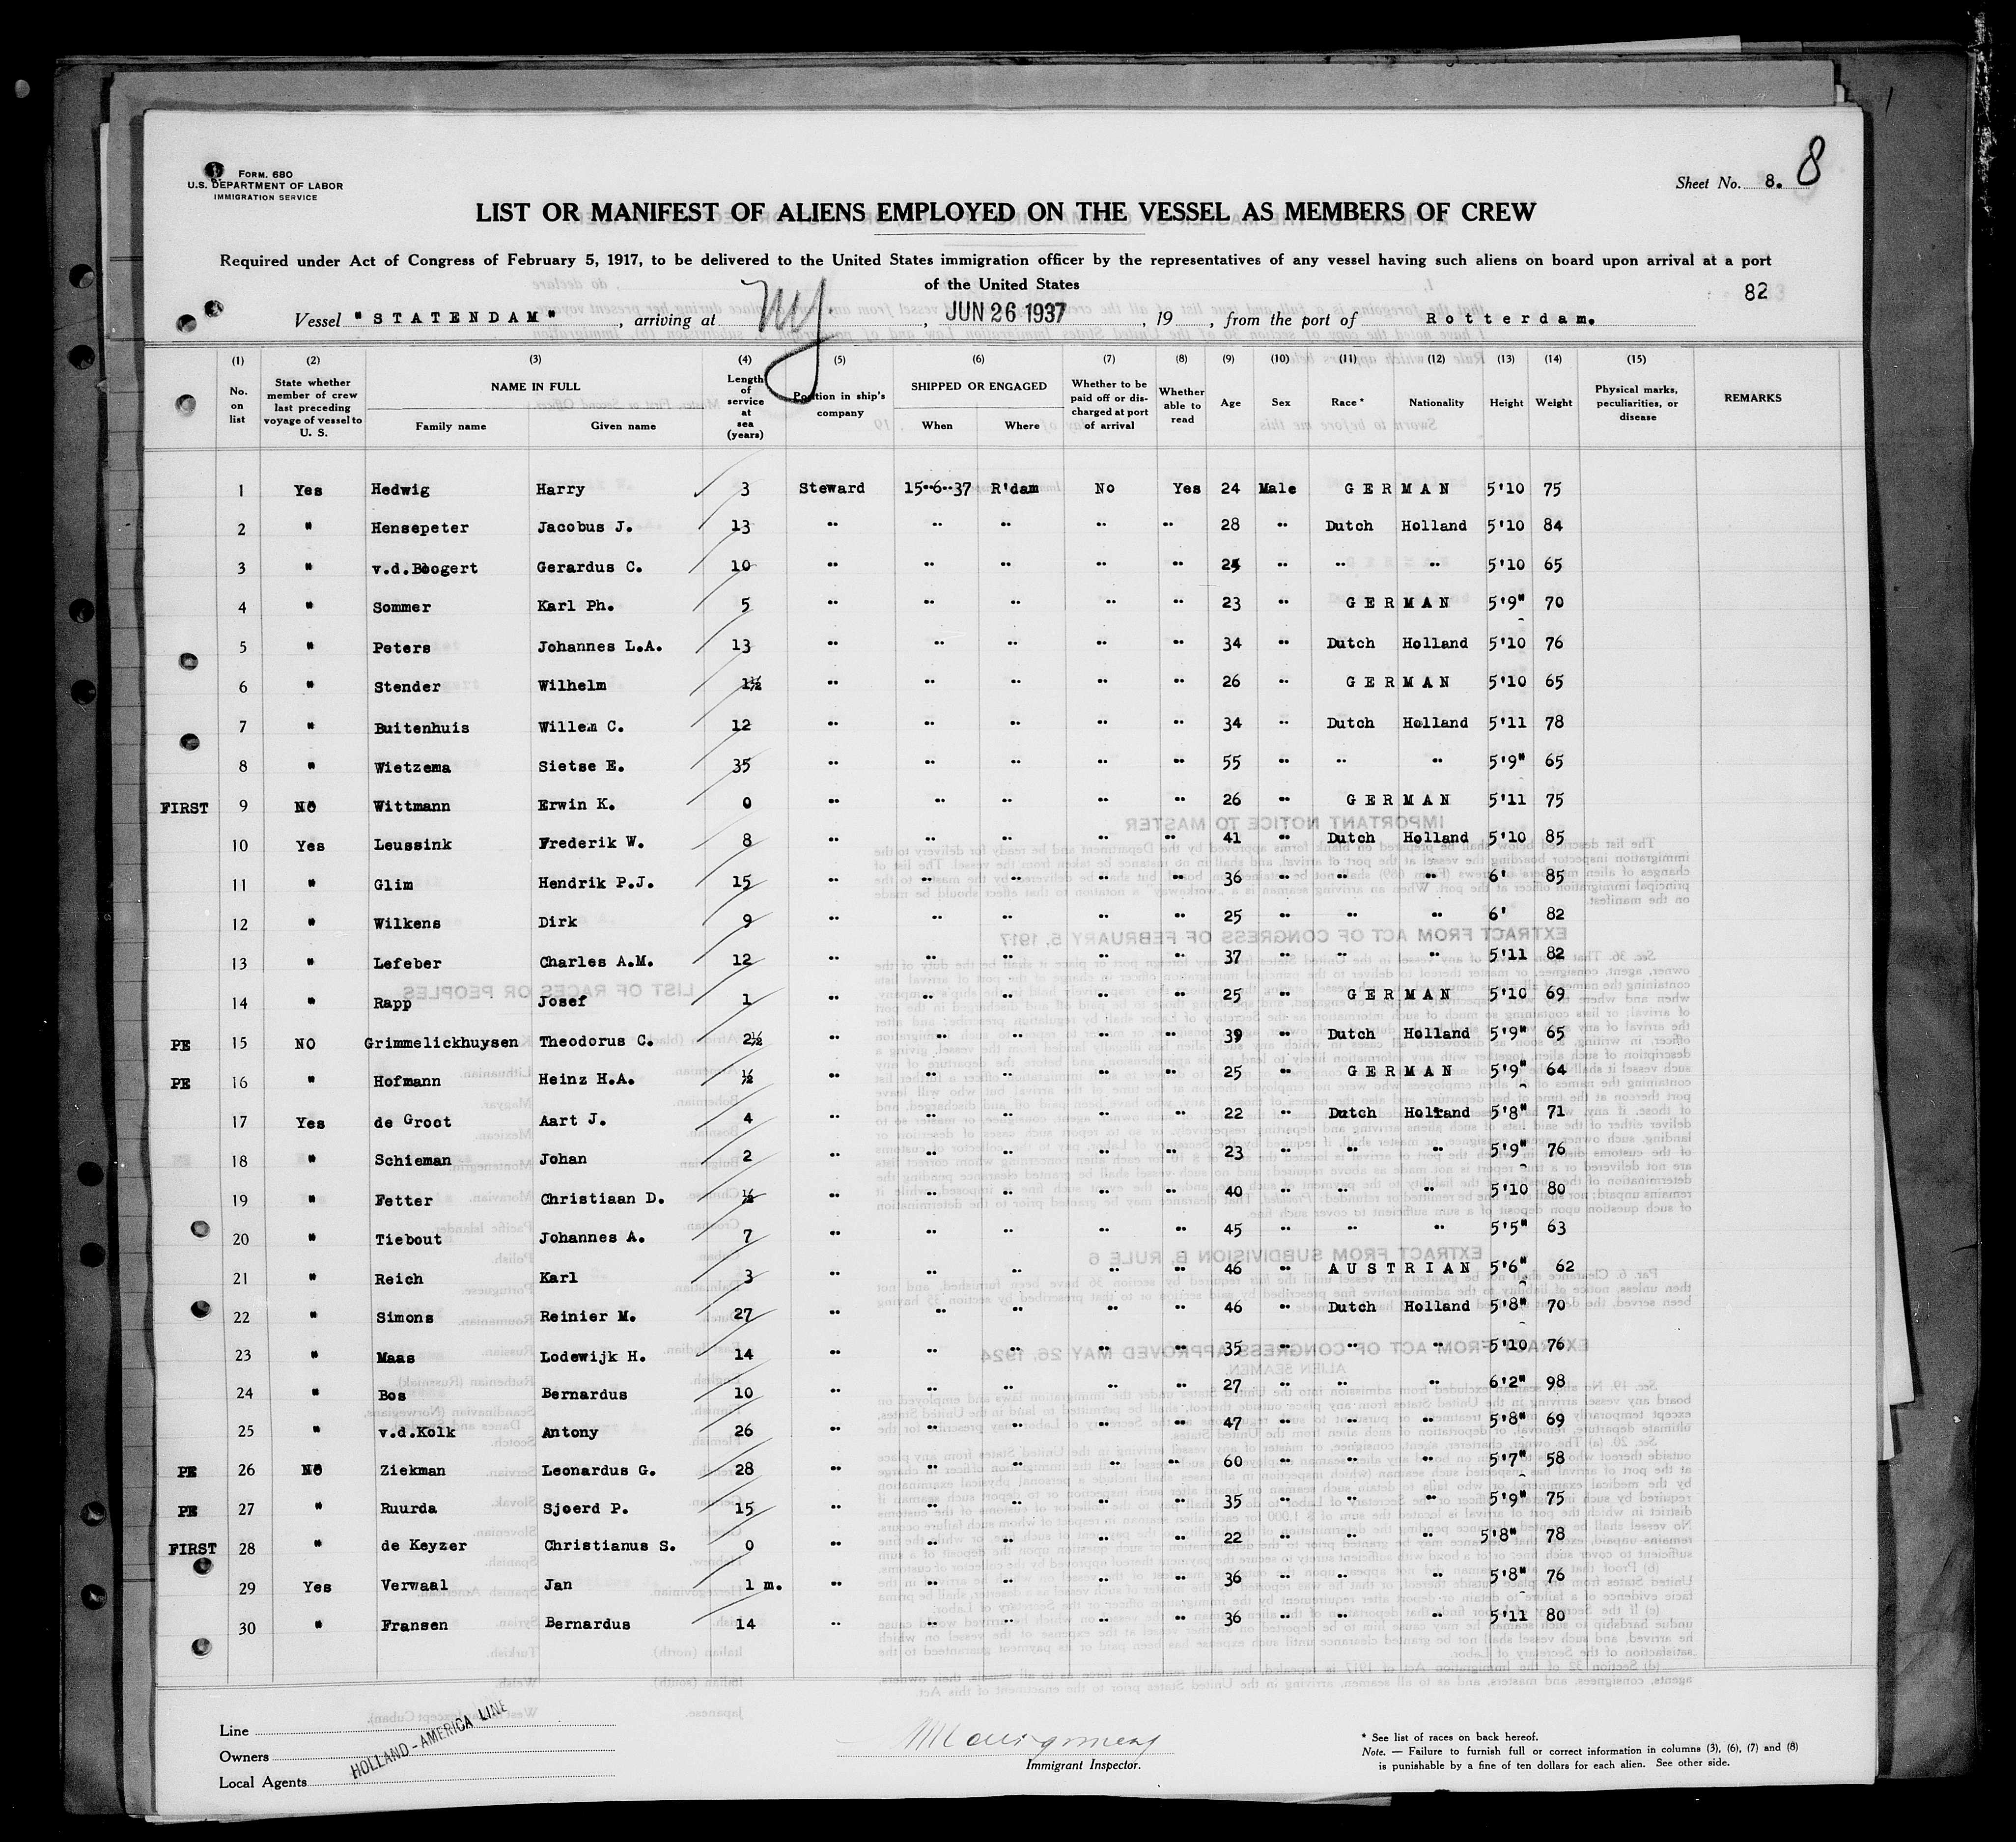 FORM. 680
U.S. DEPARTMENT OF LABOR
IMMIGRATION SERVICE
Sheet No. 8. 8
LIST OR MANIFEST OF ALIENS EMPLOYED ON THE VESSEL AS MEMBERS OF CREW
Required under Act of Congress of February 5, 1917, to be delivered to the United States immigration officer by the representatives of any vessel having such aliens on board upon arrival at a port
of the United States
82
Vessel "STATENDAM", arriving at NY, JUN 26 1937, 19 , from the port of Rotterdam.
(1) (2) (3) (4) (5) (6) (7) (8) (9) (10) (11) (12) (13) (14) (15)
No. on list | State whether member of crew last preceding voyage of vessel to U. S. | NAME IN FULL Family name Given name | Length of service at sea (years) | Position in ship's company | SHIPPED OR ENGAGED When Where | Whether to be paid off or discharged at port of arrival | Whether able to read | Age | Sex | Race* | Nationality | Height | Weight | Physical marks, peculiarities, or disease | REMARKS
1 Yes Hedwig Harry 3 Steward 15-6-37 R'dam No Yes 24 Male GERMAN 5'10 75
2 " Hensepeter Jacobus J. 13 " " " " " 28 " Dutch Holland 5'10 84
3 " v.d.Boogert Gerardus C. 10 " " " " " 25 " " " 5'10 65
4 " Sommer Karl Ph. 5 " " " " " 23 " GERMAN 5'9" 70
5 " Peters Johannes L.A. 13 " " " " " 34 " Dutch Holland 5'10 76
6 " Stender Wilhelm 1½ " " " " " 26 " GERMAN 5'10 65
7 " Buitenhuis Willem C. 12 " " " " " 34 " Dutch Holland 5'11 78
8 " Wietzema Sietse E. 35 " " " " " 55 " " " 5'9" 65
FIRST 9 NO Wittmann Erwin K. 0 " " " " " 26 " GERMAN 5'11 75
10 Yes Leussink Frederik W. 8 " " " " " 41 " Dutch Holland 5'10 85
11 " Glim Hendrik P.J. 15 " " " " " 36 " " " 6' 85
12 " Wilkens Dirk 9 " " " " " 25 " " " 6' 82
13 " Lefeber Charles A.M. 12 " " " " " 37 " " " 5'11 82
14 " Rapp Josef 1 " " " " " 25 " GERMAN 5'10 69
PE 15 NO Grimmelickhuysen Theodorus C. 2½ " " " " " 39 " Dutch Holland 5'9" 65
PE 16 " Hofmann Heinz H.A. ½ " " " " " 25 " GERMAN 5'9" 64
17 Yes de Groot Aart J. 4 " " " " " 22 " Dutch Holland 5'8" 71
18 " Schieman Johan 2 " " " " " 23 " " " 5'9" 76
19 " Fetter Christiaan D. ½ " " " " " 40 " " " 5'10 80
20 " Tiebout Johannes A. 7 " " " " " 45 " " " 5'5" 63
21 " Reich Karl 3 " " " " " 46 " AUSTRIAN 5'6" 62
22 " Simons Reinier M. 27 " " " " " 46 " Dutch Holland 5'8" 70
23 " Maas Lodewijk H. 14 " " " " " 35 " " " 5'10 76
24 " Bos Bernardus 10 " " " " " 27 " " " 6'2" 98
25 " v.d.Kolk Antony 26 " " " " " 47 " " " 5'8" 69
PE 26 NO Ziekman Leonardus G. 28 " " " " " 60 " " " 5'7" 58
PE 27 " Ruurda Sjoerd P. 15 " " " " " 35 " " " 5'9" 75
FIRST 28 " de Keyzer Christianus S. 0 " " " " " 22 " " " 5'8" 78
29 Yes Verwaal Jan 1 m. " " " " " 36 " " " 5'8" 76
30 " Fransen Bernardus 14 " " " " " 36 " " " 5'11 80
Line
Owners HOLLAND-AMERICA LINE
Local Agents
Immigrant Inspector.
* See list of races on back hereof.
Note. — Failure to furnish full or correct information in columns (3), (6), (7) and (8)
is punishable by a fine of ten dollars for each alien. See other side.